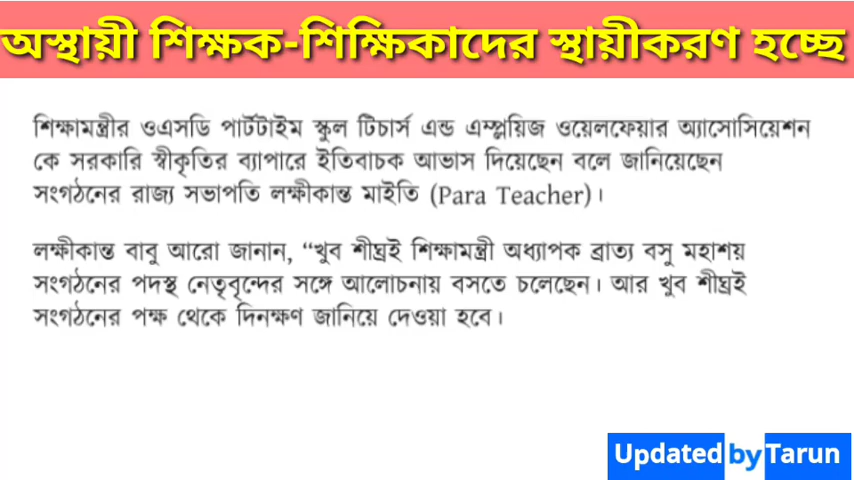 অস্থায়ী শিক্ষক-শিক্ষিকাদের স্থায়ীকরণ হচ্ছে
শিক্ষামন্ত্রীর ওএসডি পার্টটাইম স্কুল টিচার্স এন্ড এম্প্লয়িজ ওয়েলফেয়ার অ্যাসোসিয়েশন
কে সরকারি স্বীকৃতির ব্যাপারে ইতিবাচক আভাস দিয়েছেন বলে জানিয়েছেন
সংগঠনের রাজ্য সভাপতি লক্ষীকান্ত মাইতি (Para Teacher)।
লক্ষীকান্ত বাবু আরো জানান, “খুব শীঘ্রই শিক্ষামন্ত্রী অধ্যাপক ব্রাত্য বসু মহাশয়
সংগঠনের পদস্থ নেতৃবৃন্দের সঙ্গে আলোচনায় বসতে চলেছেন। আর খুব শীঘ্রই
সংগঠনের পক্ষ থেকে দিনক্ষণ জানিয়ে দেওয়া হবে।
Updated by Tarun